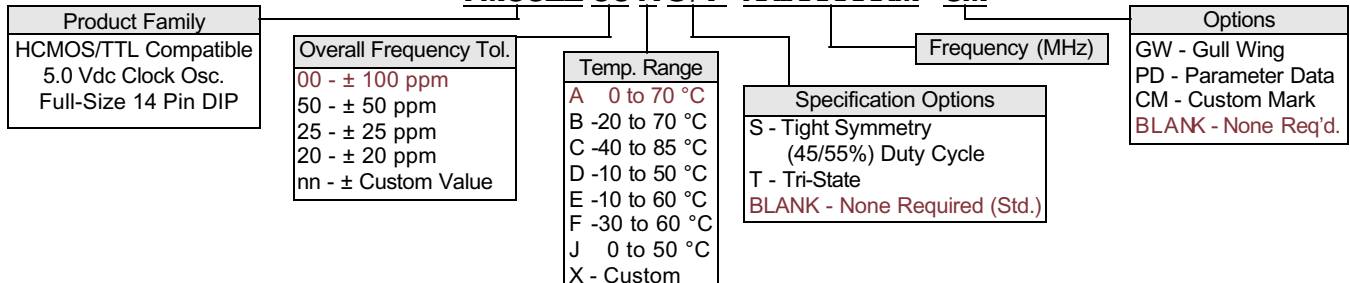 Product Family
HCMOS/TTL Compatible
5.0 Vdc Clock Osc.
Full-Size 14 Pin DIP
Overall Frequency Tol.
00 - ± 100 ppm
50 - ± 50 ppm
25 - ± 25 ppm
20 - ± 20 ppm
nn - ± Custom Value
Temp. Range
A 0 to 70 °C
B -20 to 70 °C
C -40 to 85 °C
D -10 to 50 °C
E -10 to 60 °C
F -30 to 60 °C
J 0 to 50 °C
X - Custom
Specification Options
S - Tight Symmetry
(45/55%) Duty Cycle
T - Tri-State
BLANK - None Required (Std.)
Frequency (MHz)
Options
GW - Gull Wing
PD - Parameter Data
CM - Custom Mark
BLANK - None Req'd.